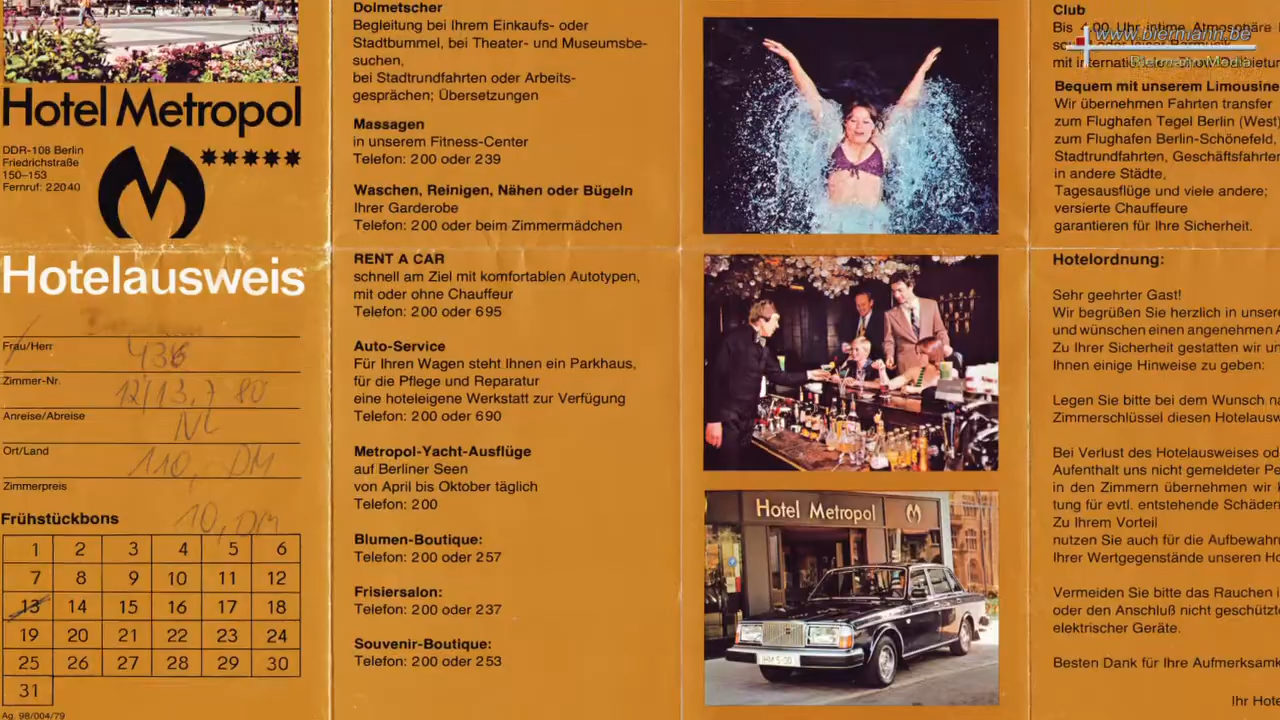 Hotel Metropol
DDR-108 Berlin
Friedrichstraße
150-153
Fernruf: 22040
Hotelausweis
Frau/Herr
436
Zimmer-Nr.
12/13.7 80
Anreise/Abreise
NL
Ort/Land
110,- DM
Zimmerpreis
10,- DM
Frühstückbons
1 2 3 4 5 6
7 8 9 10 11 12
13 14 15 16 17 18
19 20 21 22 23 24
25 26 27 28 29 30
31
Ag. 98/004/79
Dolmetscher
Begleitung bei Ihrem Einkaufs- oder
Stadtbummel, bei Theater- und Museumsbe-
suchen,
bei Stadtrundfahrten oder Arbeits-
gesprächen; Übersetzungen
Massagen
in unserem Fitness-Center
Telefon: 200 oder 239
Waschen, Reinigen, Nähen oder Bügeln
Ihrer Garderobe
Telefon: 200 oder beim Zimmermädchen
RENT A CAR
schnell am Ziel mit komfortablen Autotypen,
mit oder ohne Chauffeur
Telefon: 200 oder 695
Auto-Service
Für Ihren Wagen steht Ihnen ein Parkhaus,
für die Pflege und Reparatur
eine hoteleigene Werkstatt zur Verfügung
Telefon: 200 oder 690
Metropol-Yacht-Ausflüge
auf Berliner Seen
von April bis Oktober täglich
Telefon: 200
Blumen-Boutique:
Telefon: 200 oder 257
Frisiersalon:
Telefon: 200 oder 237
Souvenir-Boutique:
Telefon: 200 oder 253
Hotel Metropol
Club
Bis Uhr intime Atmosphäre
oder leiser Barmusik
mit
www.biermann.be
Bequem mit unserem Limousine
Wir übernehmen Fahrten transfer
zum Flughafen Tegel Berlin (West)
zum Flughafen Berlin-Schönefeld,
Stadtrundfahrten, Geschäftsfahrten
in andere Städte,
Tagesausflüge und viele andere;
versierte Chauffeure
garantieren für Ihre Sicherheit.
Hotelordnung:
Sehr geehrter Gast!
Wir begrüßen Sie herzlich in unsere
und wünschen einen angenehmen A
Zu Ihrer Sicherheit gestatten wir un
Ihnen einige Hinweise zu geben:
Legen Sie bitte bei dem Wunsch na
Zimmerschlüssel diesen Hotelausw
Bei Verlust des Hotelausweises od
Aufenthalt uns nicht gemeldeter Pe
in den Zimmern übernehmen wir k
tung für evtl. entstehende Schäden
Zu Ihrem Vorteil
nutzen Sie auch für die Aufbewahr
Ihrer Wertgegenstände unseren Ho
Vermeiden Sie bitte das Rauchen i
oder den Anschluß nicht geschützte
elektrischer Geräte.
Besten Dank für Ihre Aufmerksamk
Ihr Hote